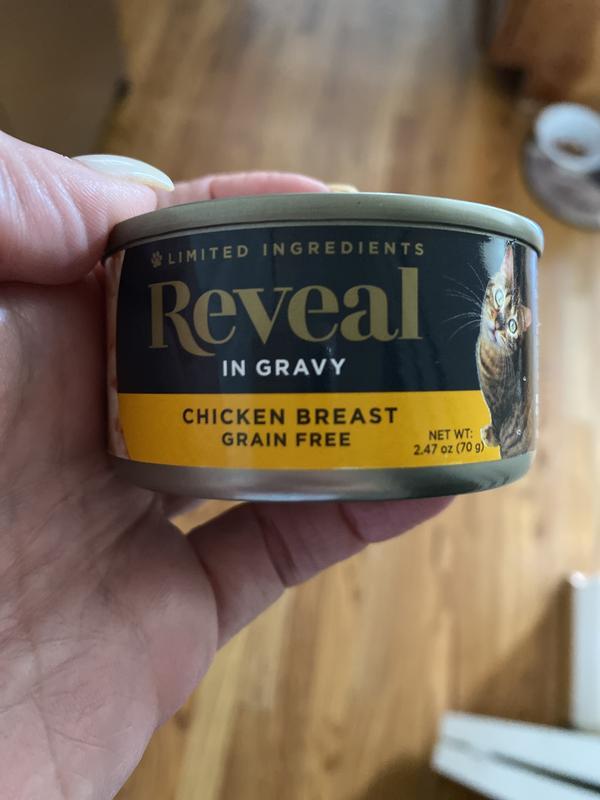 LIMITED INGREDIENTS
Reveal
IN GRAVY
CHICKEN BREAST
GRAIN FREE
NET WT:
2.47 oz (70 g)